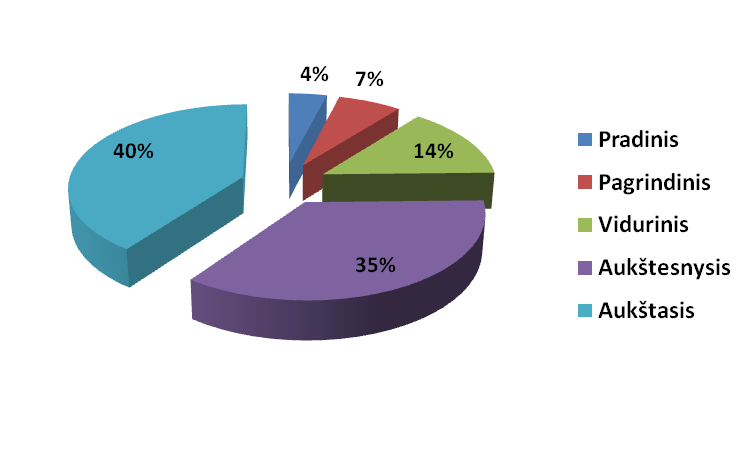 4%
7%
14%
35%
40%
Pradinis
Pagrindinis
Vidurinis
Aukštesnysis
Aukštasis